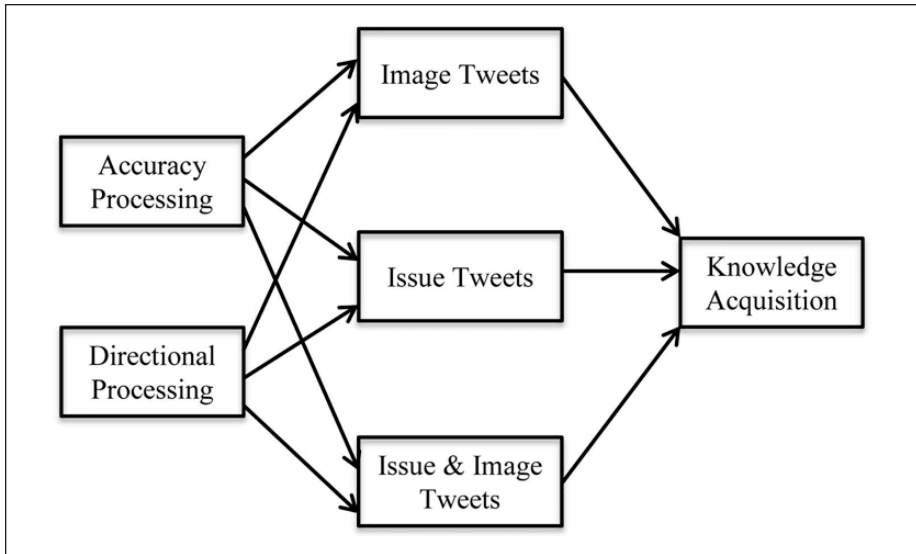 Image Tweets
Accuracy
Processing
Issue Tweets
Knowledge
Acquisition
Directional
Processing
Issue & Image
Tweets